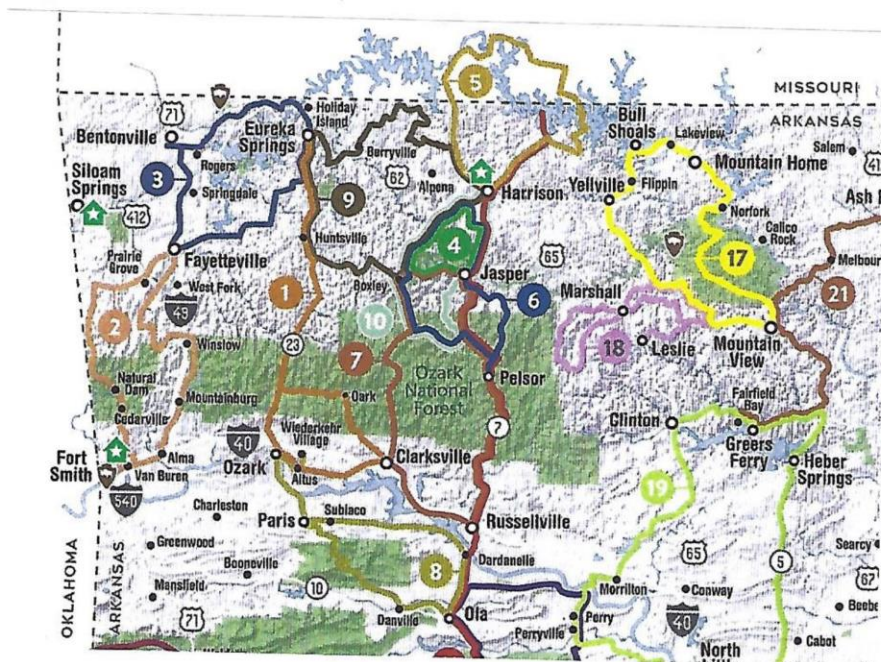 MISSOURI
ARKANSAS
5
71
Holiday
Island
Bentonville
Eureka
Springs
Bull
Shoals
Lakeview
Salem
Rogers
Berryville
Mountain Home
3
62
Alpena
Siloam
Springs
Springdale
Harrison
Yellville
Flippin
9
412
Norfork
Ash
Huntsville
4
Calico
Rock
17
Prairie
Grove
Fayetteville
65
Melbour
Jasper
West Fork
1
Boxley
6
Marshall
21
49
10
2
23
18
Leslie
Mountain
View
Winslow
7
Ozark
National
Forest
Pelsor
Natural
Dam
Oark
Fairfield
Bay
Cedarville
Mountainburg
Clinton
7
40
Wiederkehr
Village
Greers
Ferry
Fort
Smith
Alma
Ozark
Clarksville
Heber
Springs
Van Buren
Altus
540
19
Charleston
Paris
Subiaco
Russellville
Greenwood
65
Searcy
OKLAHOMA
ARKANSAS
Booneville
8
Dardanelle
5
67
Mansfield
10
Morrilton
Conway
Beebe
71
Danville
Ola
Perry
40
Perryville
Cabot
North